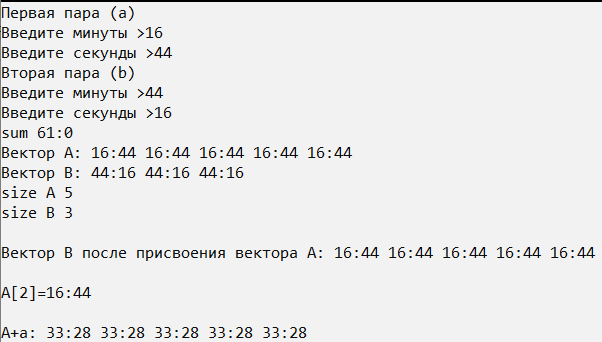 Первая пара (a)
Введите минуты >16
Введите секунды >44
Вторая пара (b)
Введите минуты >44
Введите секунды >16
sum 61:0
Вектор A: 16:44 16:44 16:44 16:44 16:44
Вектор B: 44:16 44:16 44:16
size A 5
size B 3
Вектор B после присвоения вектора A: 16:44 16:44 16:44 16:44 16:44
A[2]=16:44
A+a: 33:28 33:28 33:28 33:28 33:28